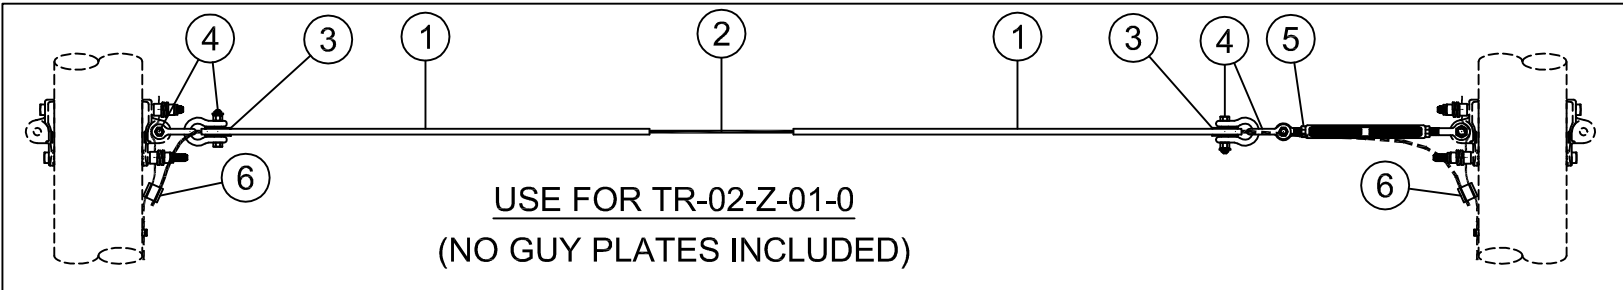 4 3 1 2 1 3 4 5
6 6
USE FOR TR-02-Z-01-0
(NO GUY PLATES INCLUDED)